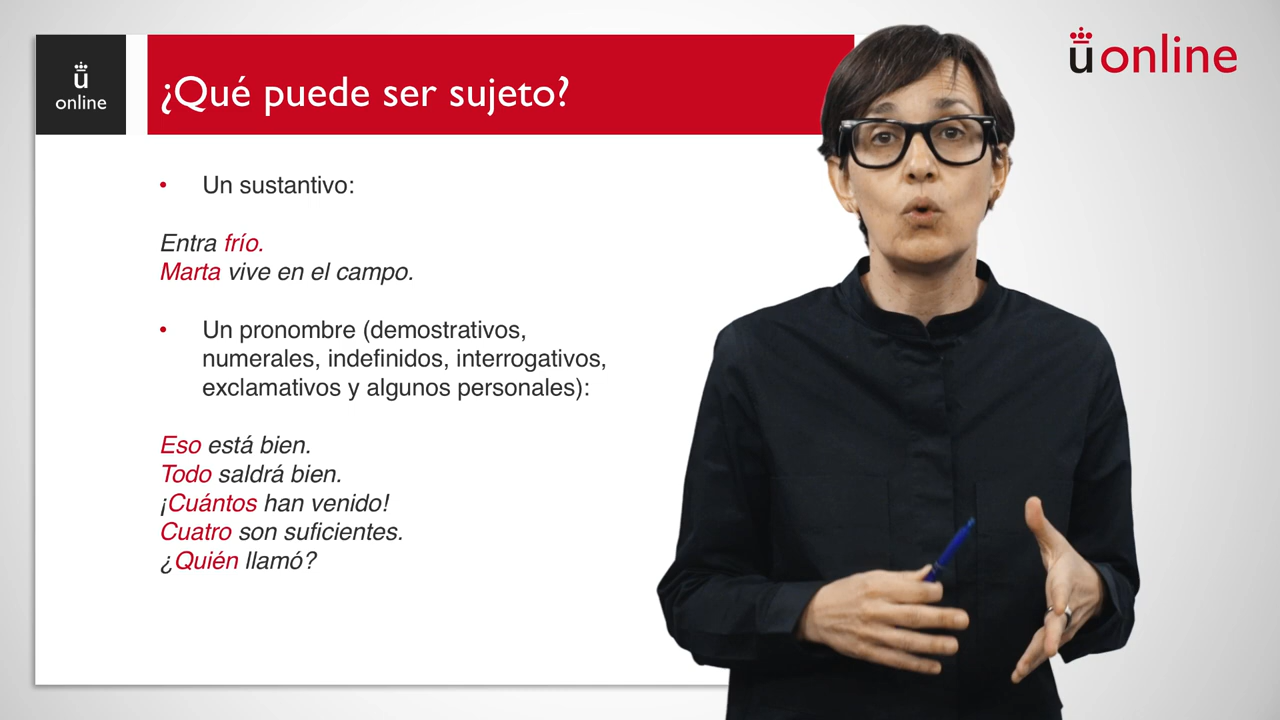 ü
online
¿Qué puede ser sujeto?
üonline
• Un sustantivo:
Entra frío.
Marta vive en el campo.
• Un pronombre (demostrativos,
numerales, indefinidos, interrogativos,
exclamativos y algunos personales):
Eso está bien.
Todo saldrá bien.
¡Cuántos han venido!
Cuatro son suficientes.
¿Quién llamó?